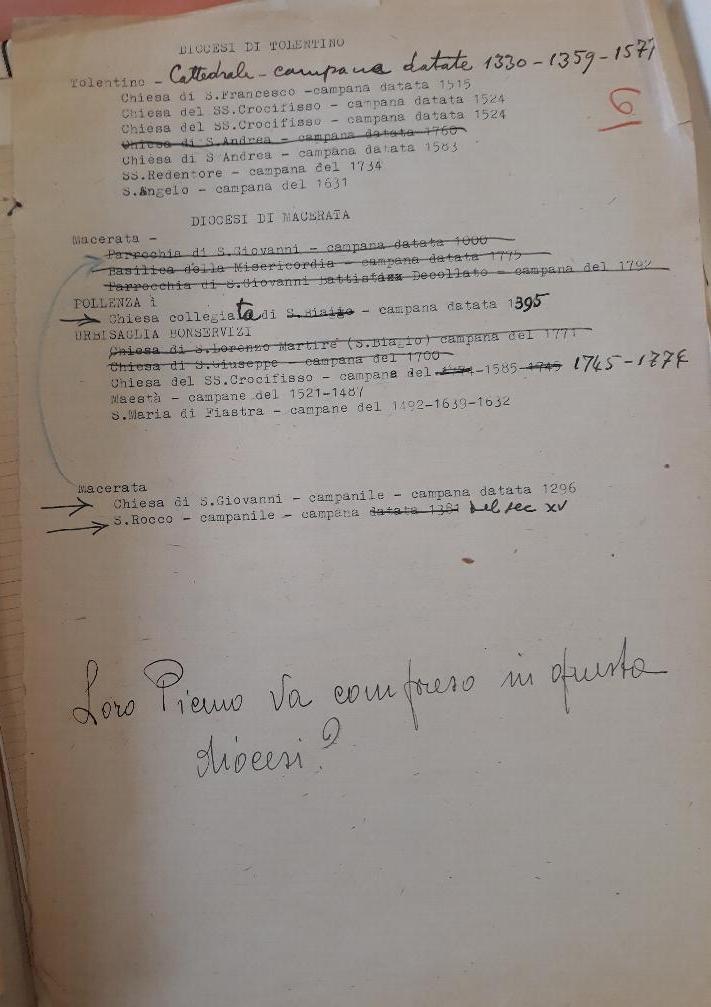 DIOCESI DI TOLENTINO
Tolentino - Cattedrale - campana datate 1330-1359-1571
Chiesa di S.Francesco -campana datata 1515
Chiesa del SS.Crocifisso - campana datata 1524
Chiesa del SS.Crocifisso - campana datata 1524
6
Chiesa di S.Andrea - campana datata 1760
Chiesa di S Andrea - campana datata 1583
SS.Redentore - campana del 1734
S.Angelo - campana del 1631
DIOCESI DI MACERATA
Macerata -
Parrochia di S.Giovanni - campana datata 1000
Basilica della Misericordia - campana datata 1775
Parrocchia di S.Giovanni Battista Decollato - campana del 1792
POLLENZA i
Chiesa collegiata di S.Biaigo - campana datata 1395
URBISAGLIA BONSERVIZI
Chiesa di S.Lorenzo Martire (S.Biagio) campana del 1771
Chiesa di S.Giuseppe - campana del 1700
Chiesa del SS.Crocifisso - campana del -1585-1745 1745-1774
Maestà - campane del 1521-1487
S.Maria di Fiastra - campane del 1492-1639-1632
Macerata
Chiesa di S.Giovanni - campanile - campana datata 1296
S.Rocco - campanile - campana datata 1381 del sec XV
Loro Piceno va compreso in questa
diocesi?